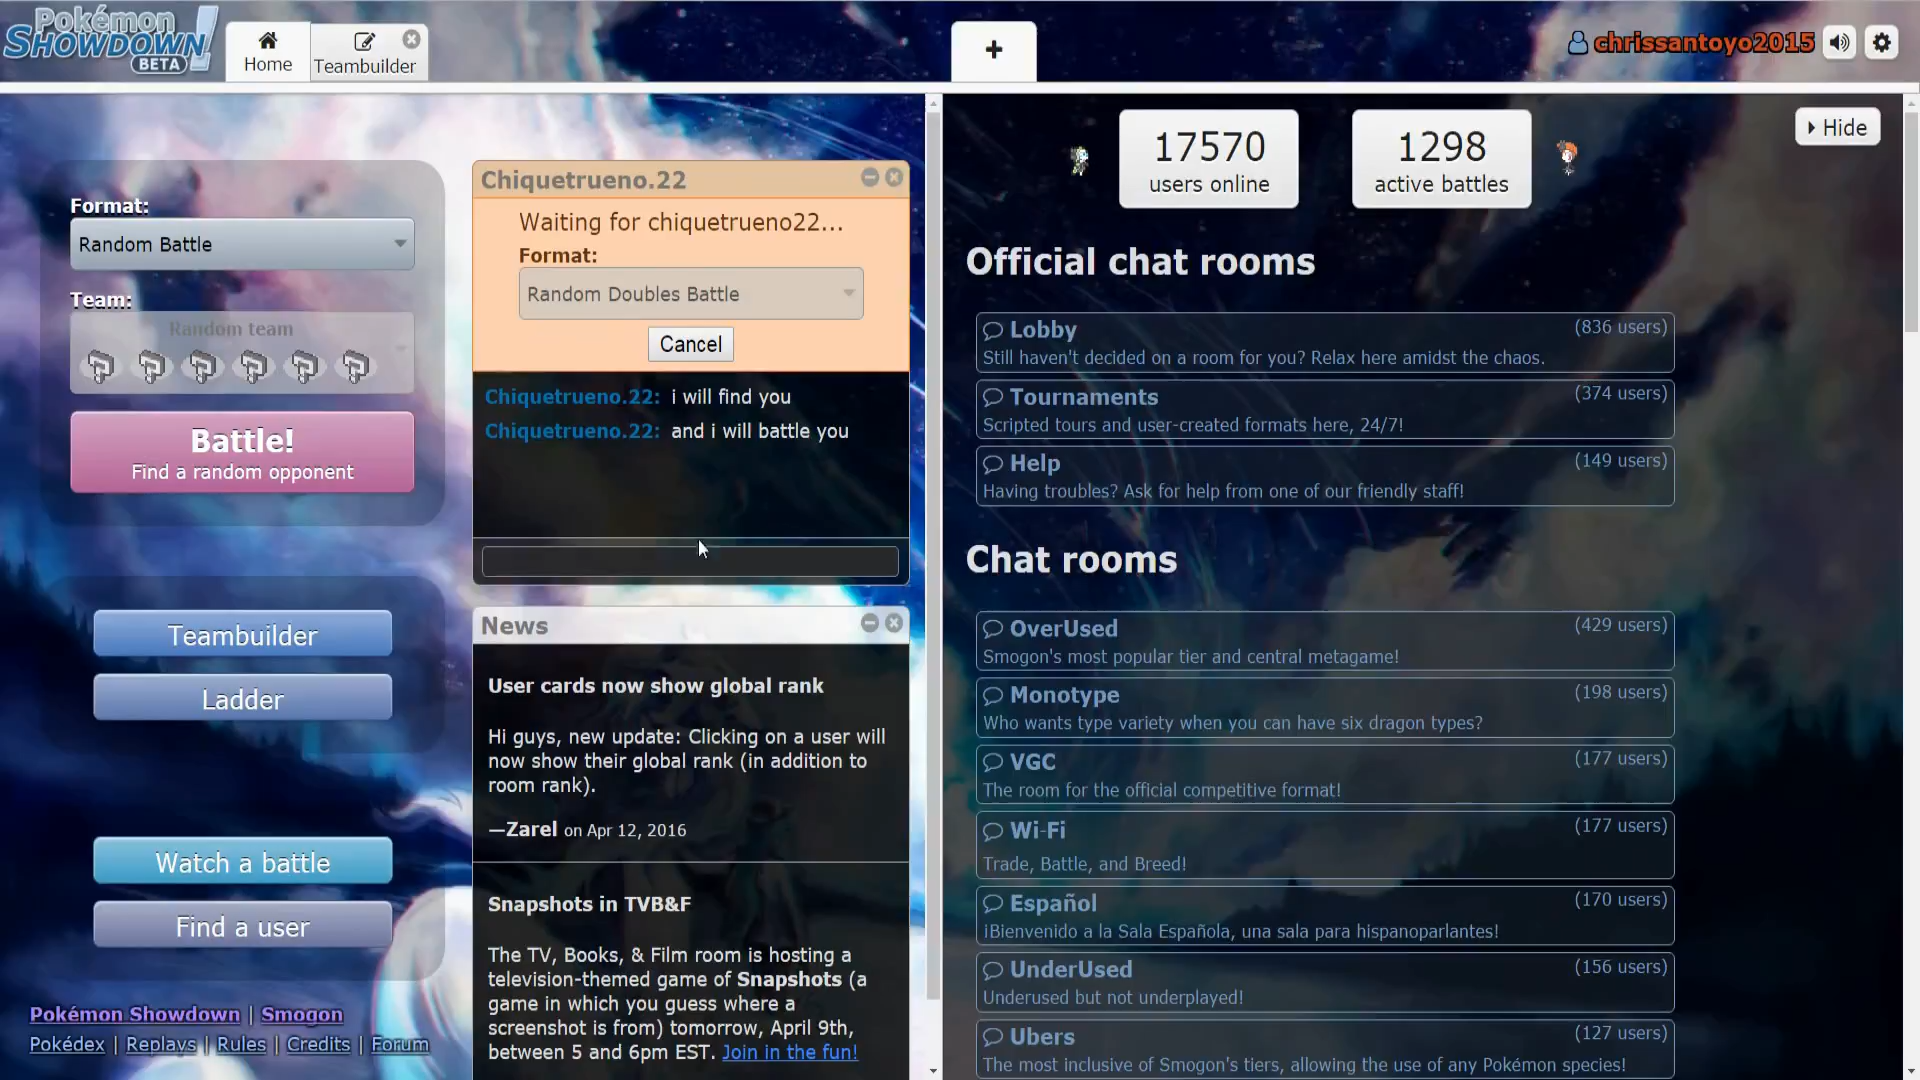 Pokémon
SHOWDOWN!
BETA
Home
Teambuilder
+
chrissantoyo2015
Format:
Random Battle
Team:
Random team
Battle!
Find a random opponent
Teambuilder
Ladder
Watch a battle
Find a user
Pokémon Showdown | Smogon
Pokédex | Replays | Rules | Credits | Forum
Chiquetrueno.22
Waiting for chiquetrueno22...
Format:
Random Doubles Battle
Cancel
Chiquetrueno.22: i will find you
Chiquetrueno.22: and i will battle you
News
User cards now show global rank
Hi guys, new update: Clicking on a user will
now show their global rank (in addition to
room rank).
—Zarel on Apr 12, 2016
Snapshots in TVB&F
The TV, Books, & Film room is hosting a
television-themed game of Snapshots (a
game in which you guess where a
screenshot is from) tomorrow, April 9th,
between 5 and 6pm EST. Join in the fun!
17570
users online
1298
active battles
Hide
Official chat rooms
Lobby (836 users)
Still haven't decided on a room for you? Relax here amidst the chaos.
Tournaments (374 users)
Scripted tours and user-created formats here, 24/7!
Help (149 users)
Having troubles? Ask for help from one of our friendly staff!
Chat rooms
OverUsed (429 users)
Smogon's most popular tier and central metagame!
Monotype (198 users)
Who wants type variety when you can have six dragon types?
VGC (177 users)
The room for the official competitive format!
Wi-Fi (177 users)
Trade, Battle, and Breed!
Español (170 users)
¡Bienvenido a la Sala Española, una sala para hispanoparlantes!
UnderUsed (156 users)
Underused but not underplayed!
Ubers (127 users)
The most inclusive of Smogon's tiers, allowing the use of any Pokémon species!